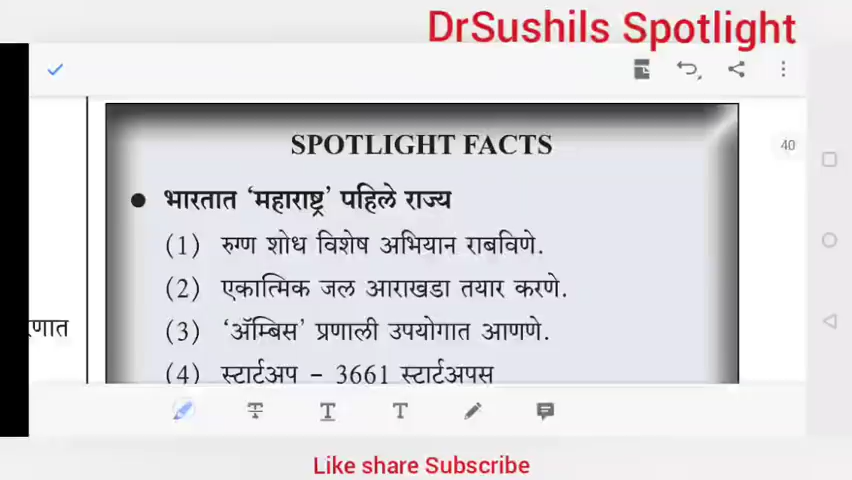 DrSushils Spotlight
40
SPOTLIGHT FACTS
● भारतात ‘महाराष्ट्र’ पहिले राज्य
(1) रुग्ण शोध विशेष अभियान राबविणे.
(2) एकात्मिक जल आराखडा तयार करणे.
(3) ‘ॲम्बिस’ प्रणाली उपयोगात आणणे.
रणात
(4) स्टार्टअप – 3661 स्टार्टअपस
T T T
Like share Subscribe